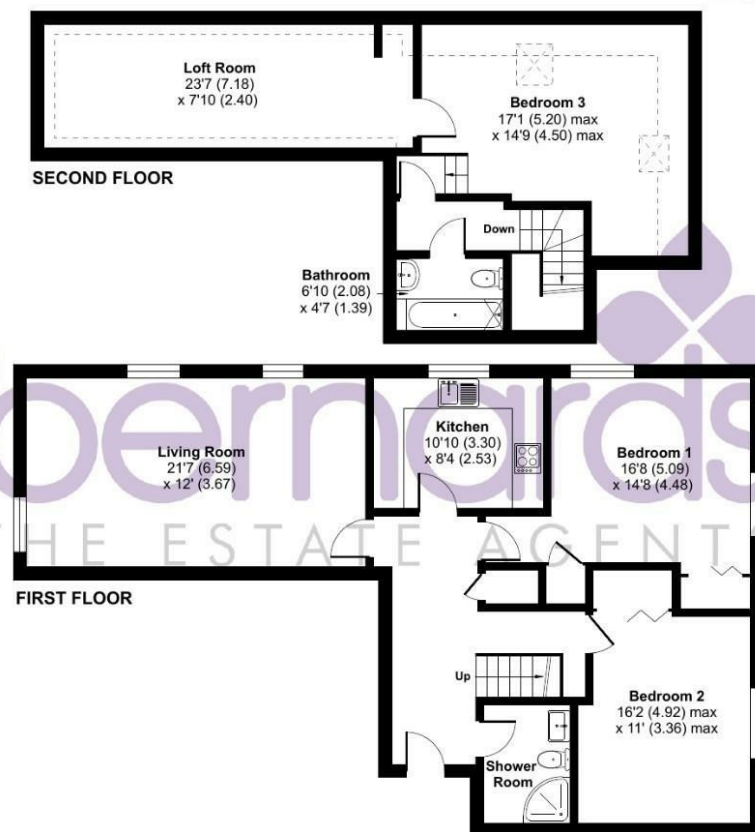 Loft Room
23'7 (7.18)
x 7'10 (2.40)
Bedroom 3
17'1 (5.20) max
x 14'9 (4.50) max
SECOND FLOOR
Down
Bathroom
6'10 (2.08)
x 4'7 (1.39)
bernards
THE ESTATE AGENT
Living Room
21'7 (6.59)
x 12' (3.67)
Kitchen
10'10 (3.30)
x 8'4 (2.53)
Bedroom 1
16'8 (5.09)
x 14'8 (4.48)
FIRST FLOOR
Up
Bedroom 2
16'2 (4.92) max
x 11' (3.36) max
Shower
Room